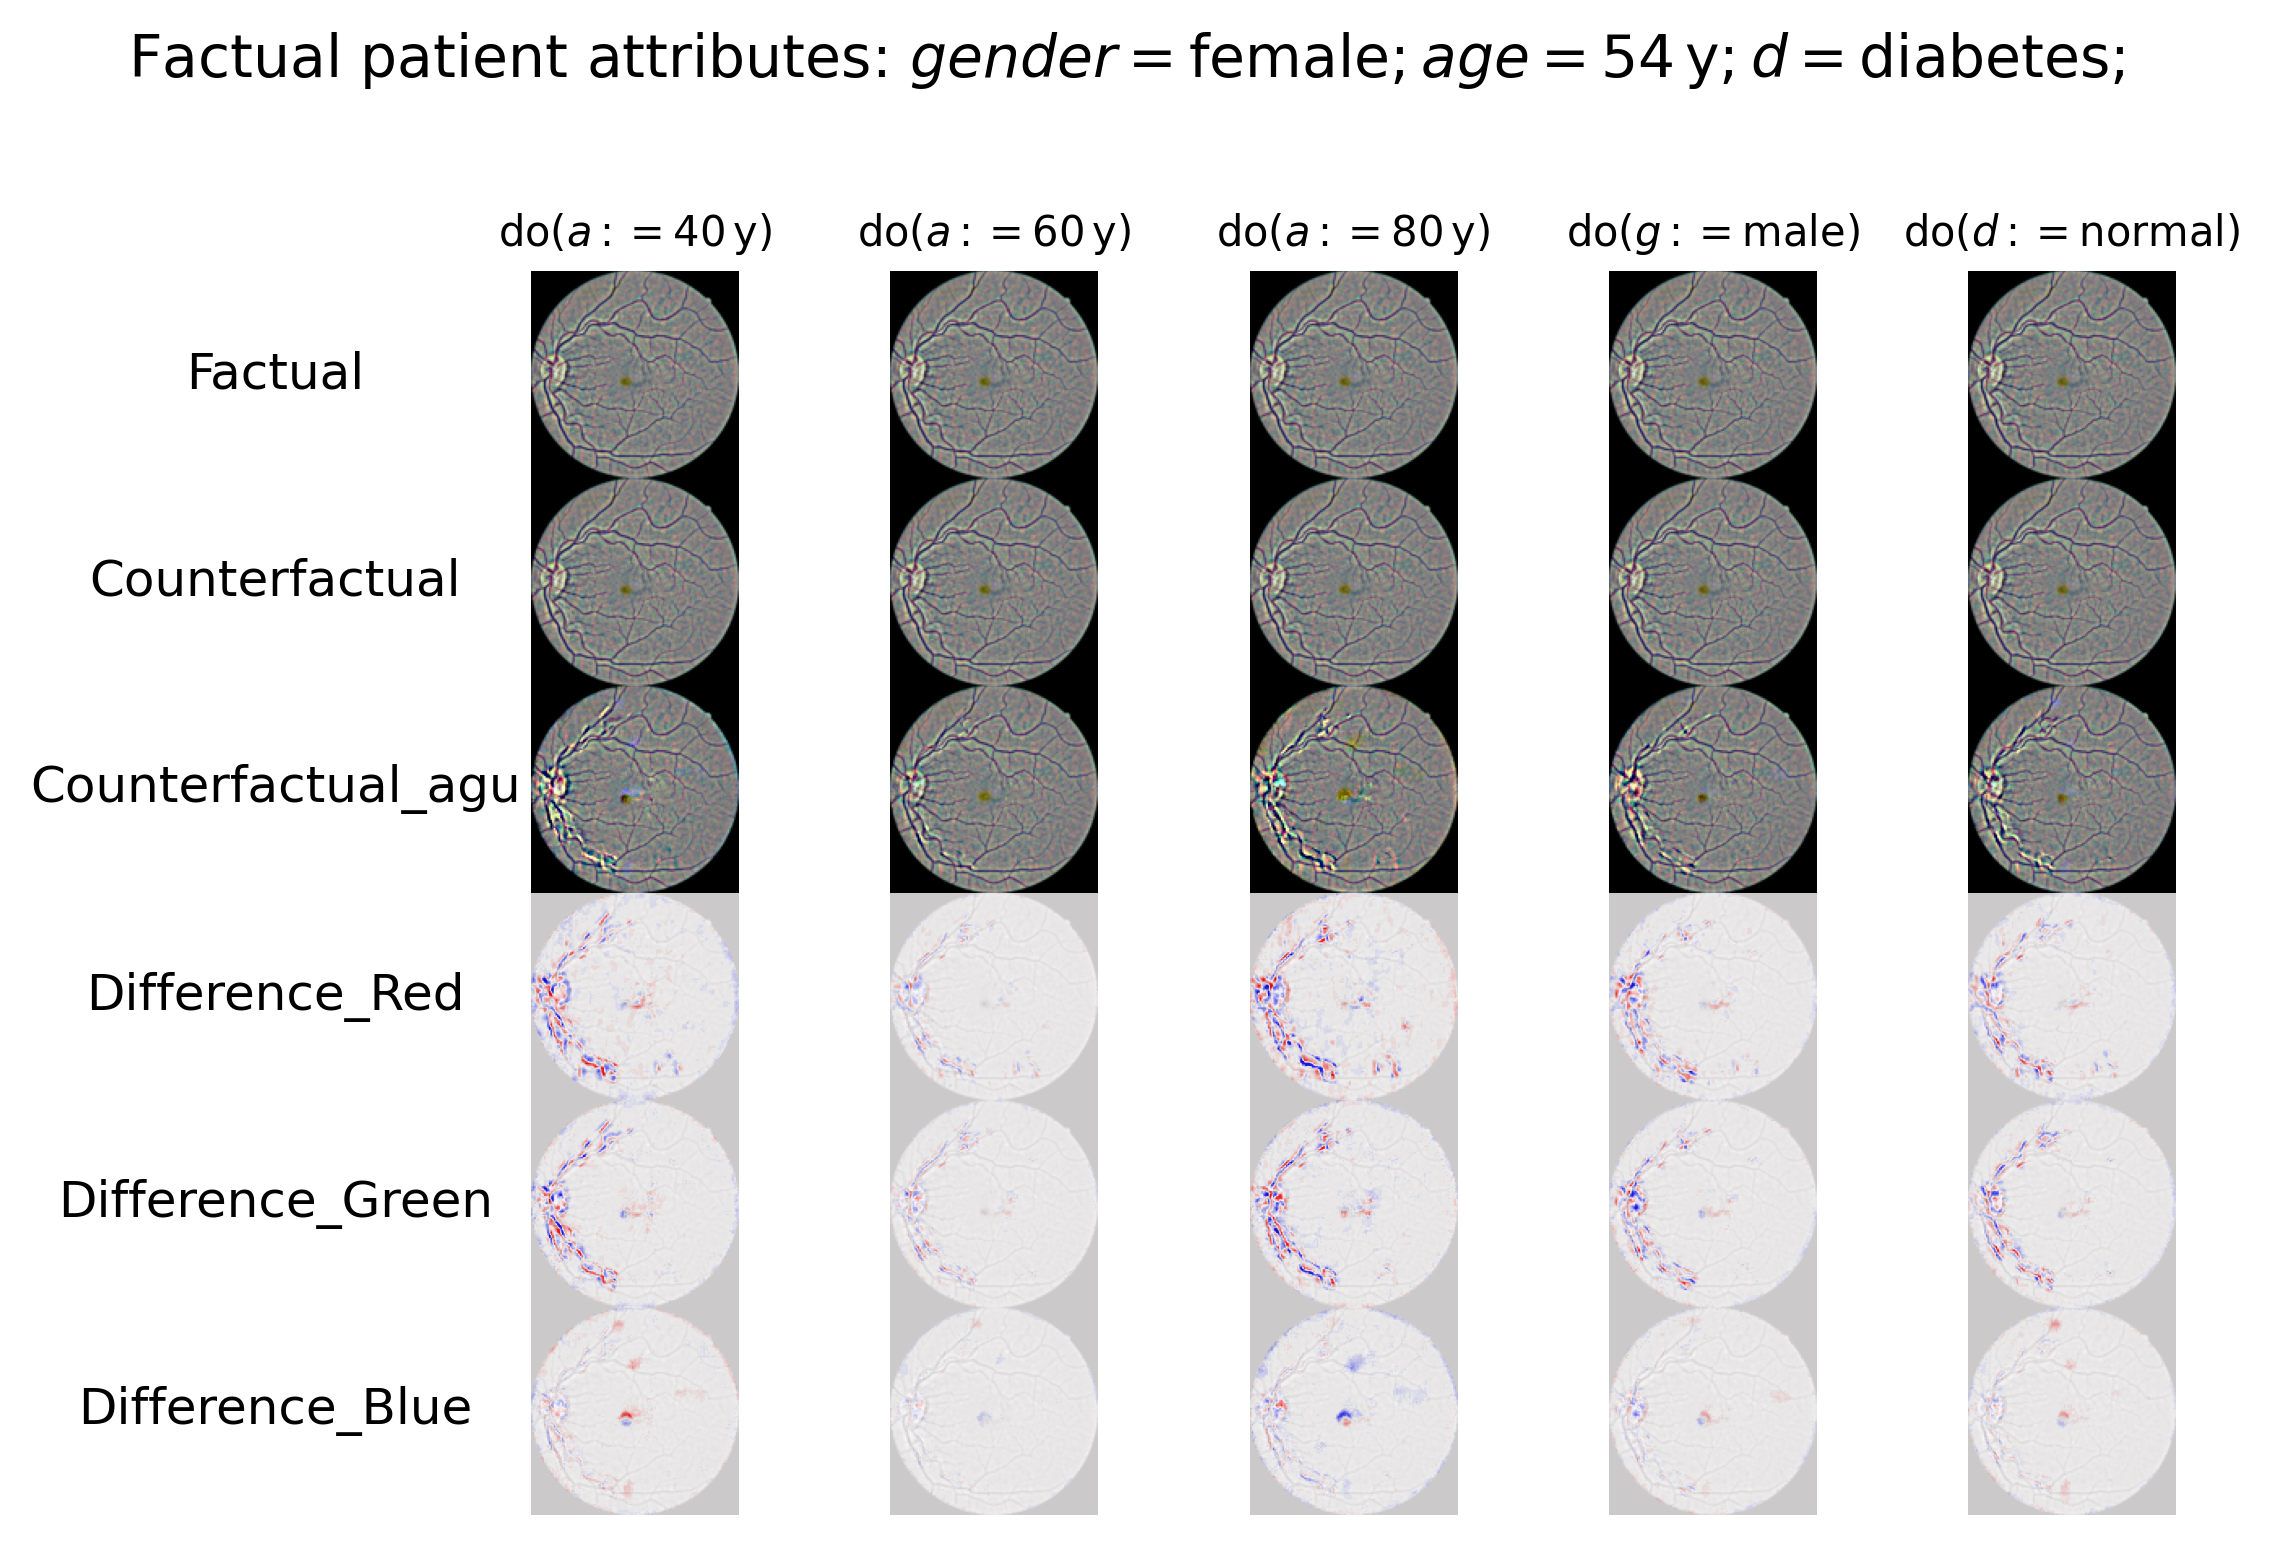 Factual patient attributes: gender = female; age = 54 y; d = diabetes;
do(a := 40 y) do(a := 60 y) do(a := 80 y) do(g := male) do(d := normal)
Factual
Counterfactual
Counterfactual_agu
Difference_Red
Difference_Green
Difference_Blue